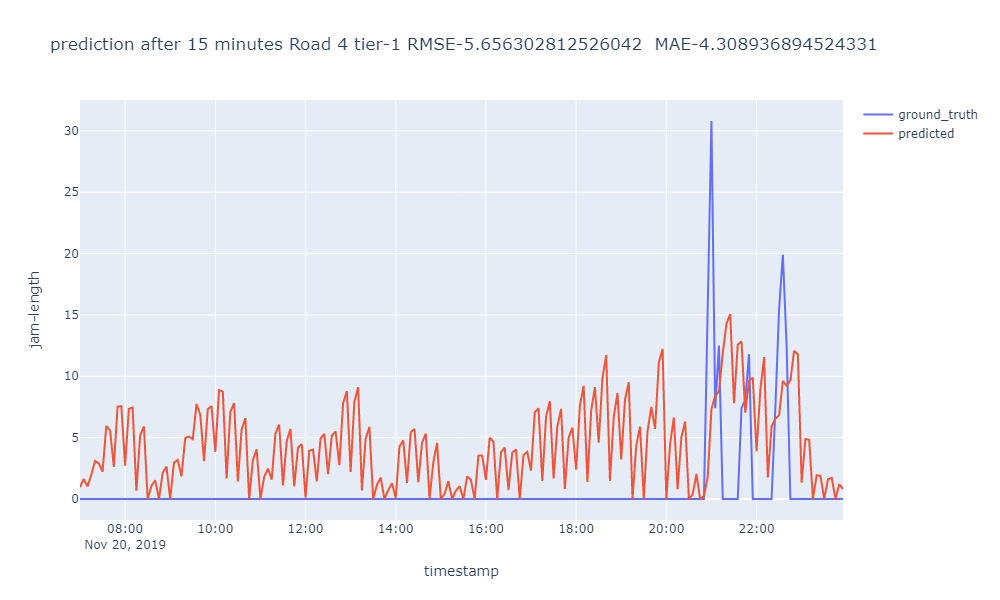 prediction after 15 minutes Road 4 tier-1 RMSE-5.656302812526042  MAE-4.308936894524331
ground_truth
predicted
jam-length
30
25
20
15
10
5
0
08:00 10:00 12:00 14:00 16:00 18:00 20:00 22:00
Nov 20, 2019
timestamp